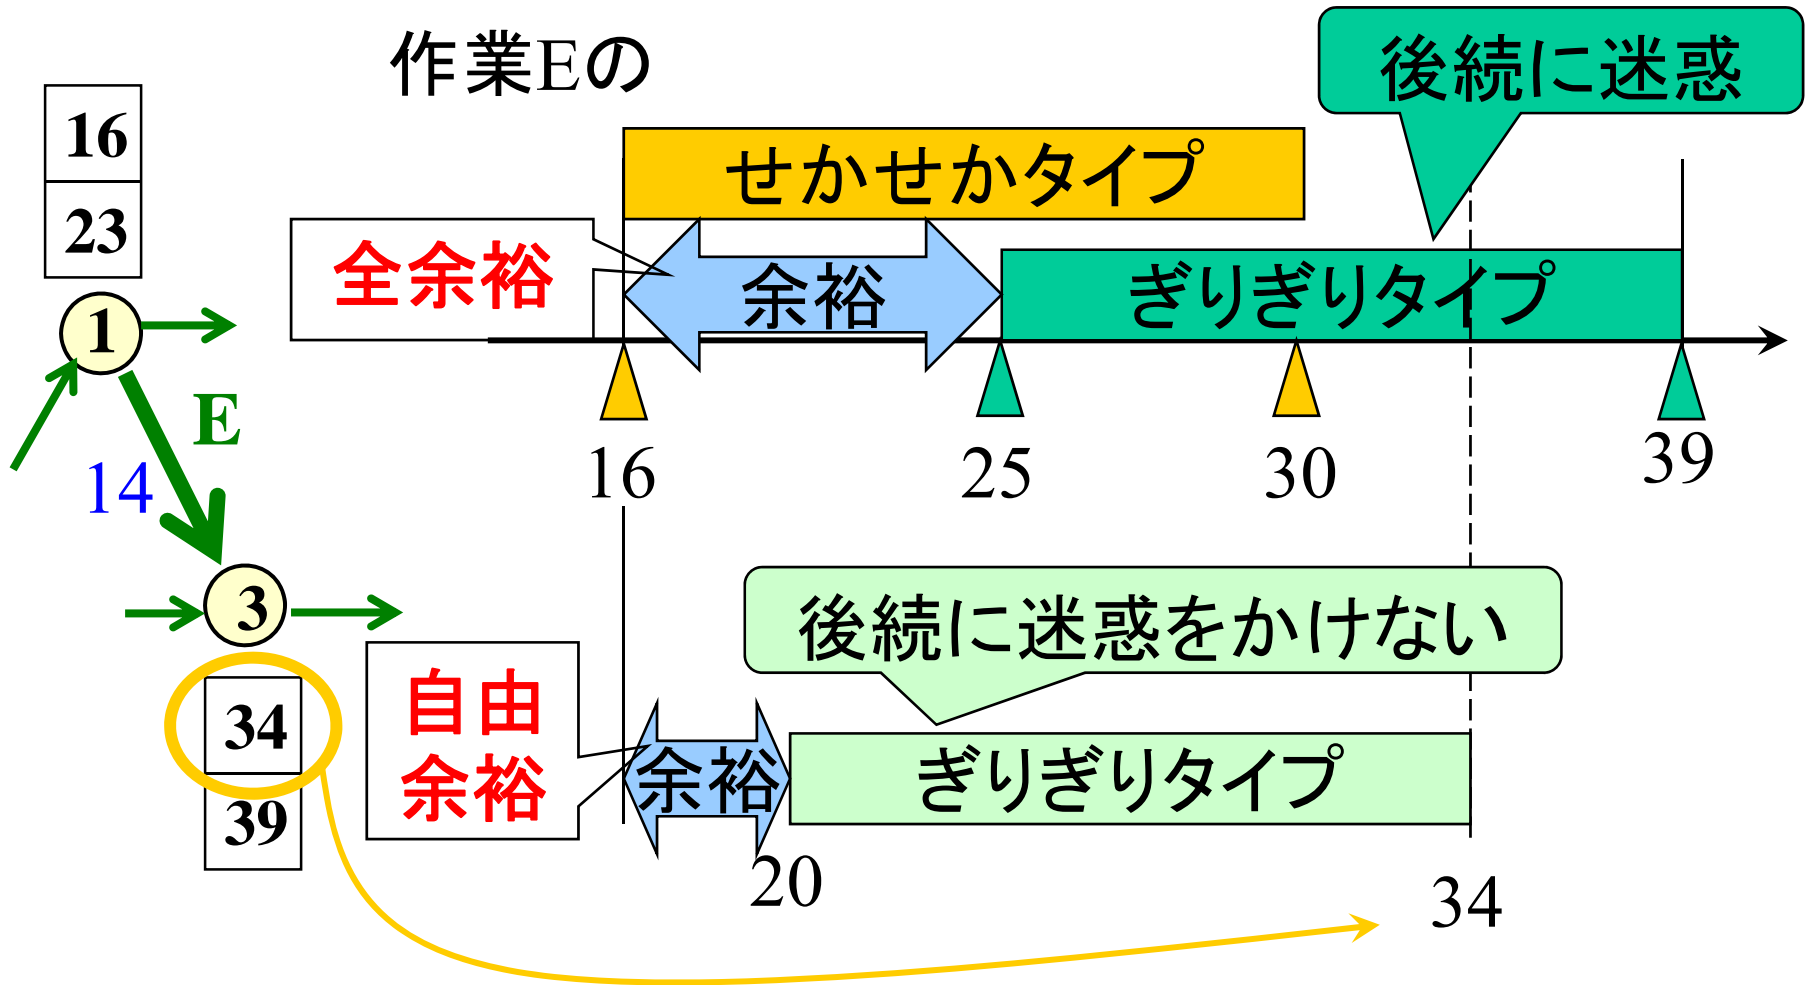 作業Eの
後続に迷惑
16
23
せかせかタイプ
全余裕
余裕
ぎりぎりタイプ
1
E
14
16
25
30
39
3
後続に迷惑をかけない
34
39
自由
余裕
余裕
ぎりぎりタイプ
20
34